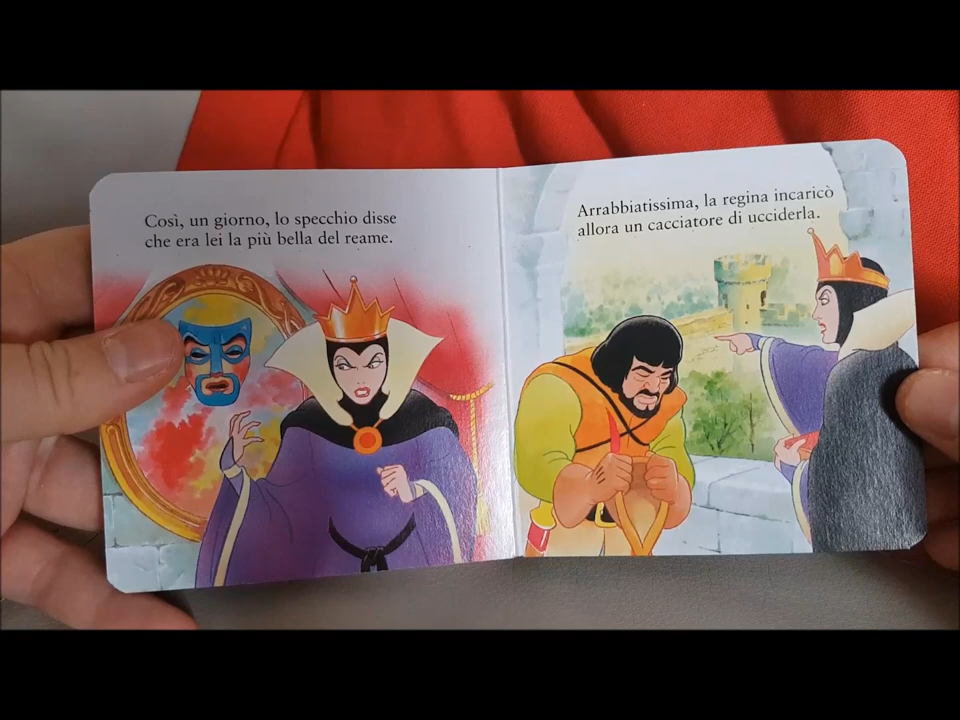 Così, un giorno, lo specchio disse
che era lei la più bella del reame.
Arrabbiatissima, la regina incaricò
allora un cacciatore di ucciderla.